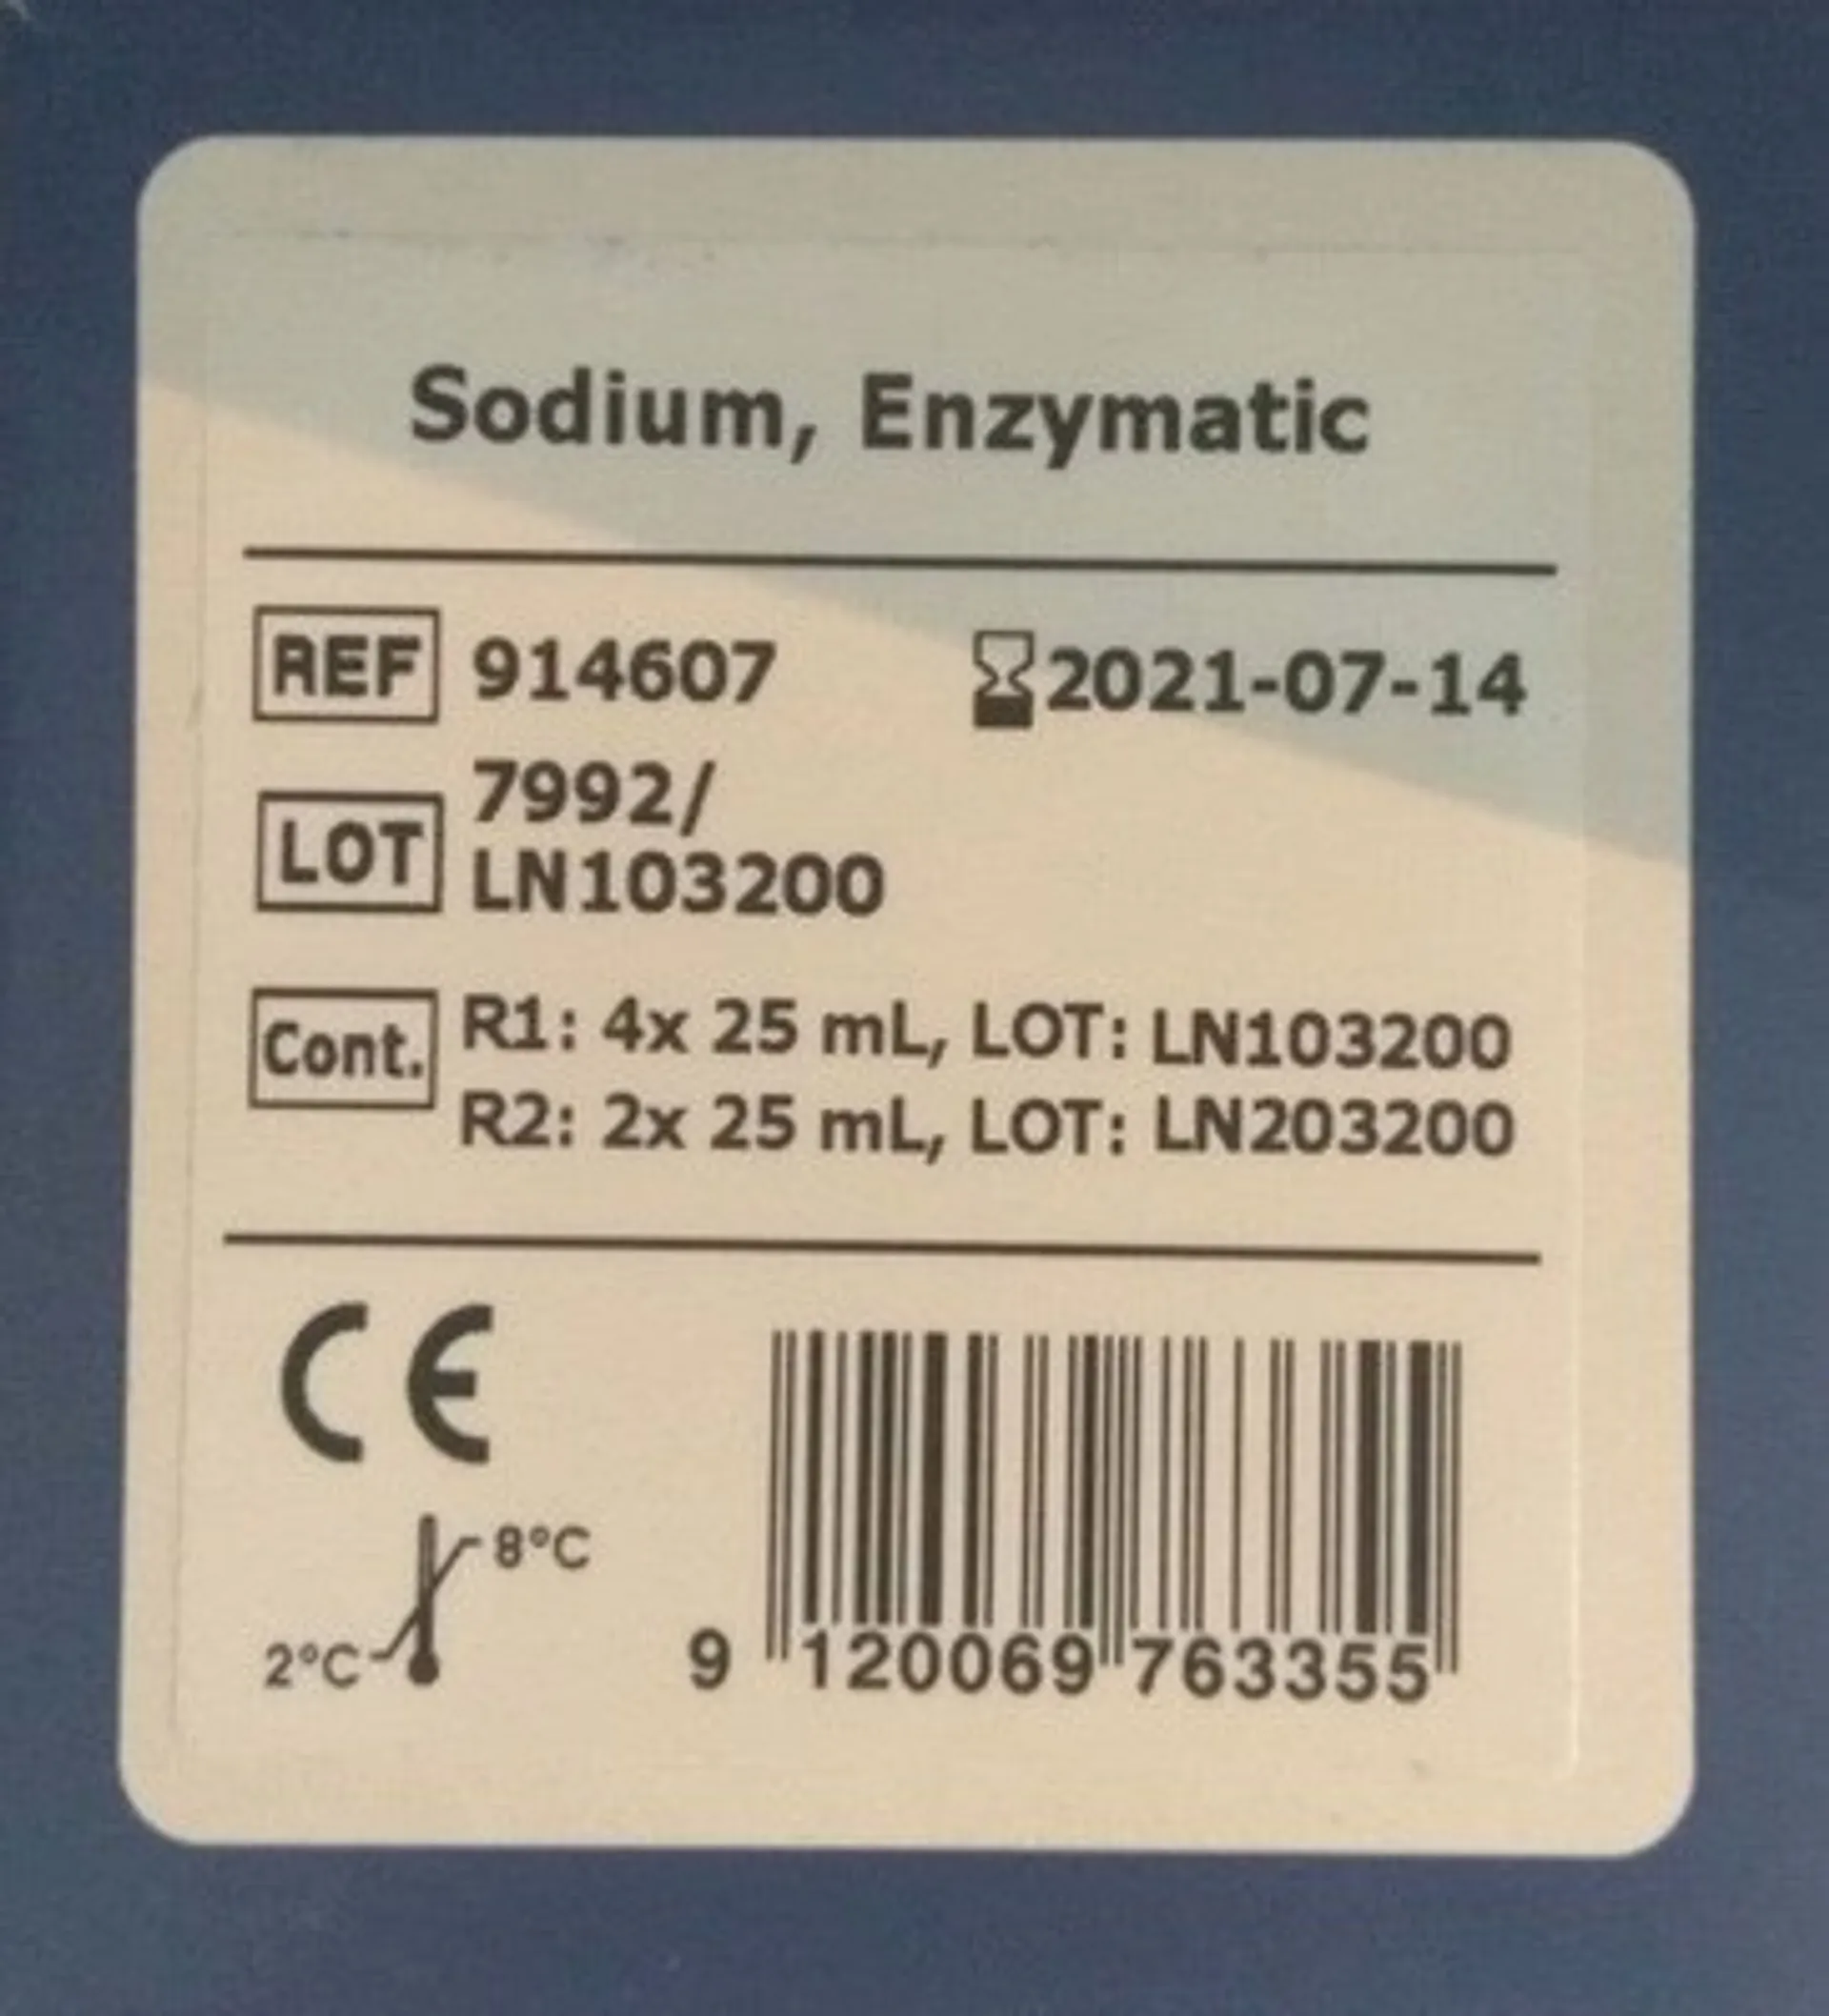 Sodium, Enzymatic
REF 914607 2021-07-14
LOT 7992/
LN103200
Cont. R1: 4x 25 mL, LOT: LN103200
R2: 2x 25 mL, LOT: LN203200
CE
8°C
2°C
9 120069 763355